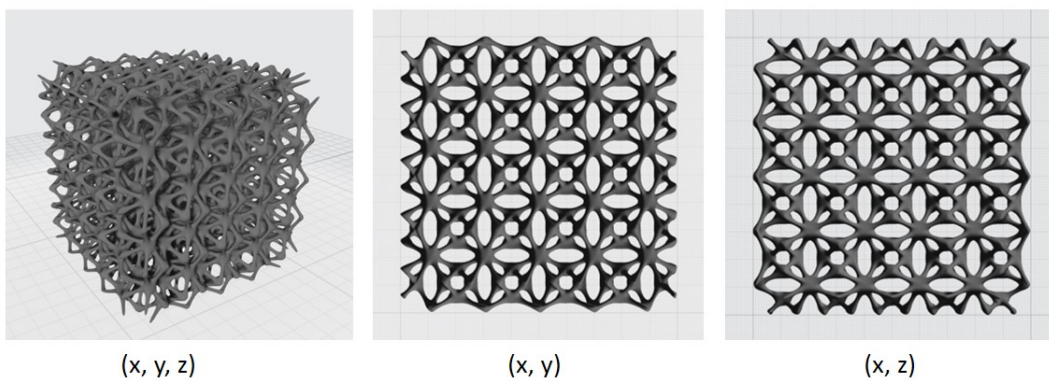 (x, y, z)
(x, y)
(x, z)